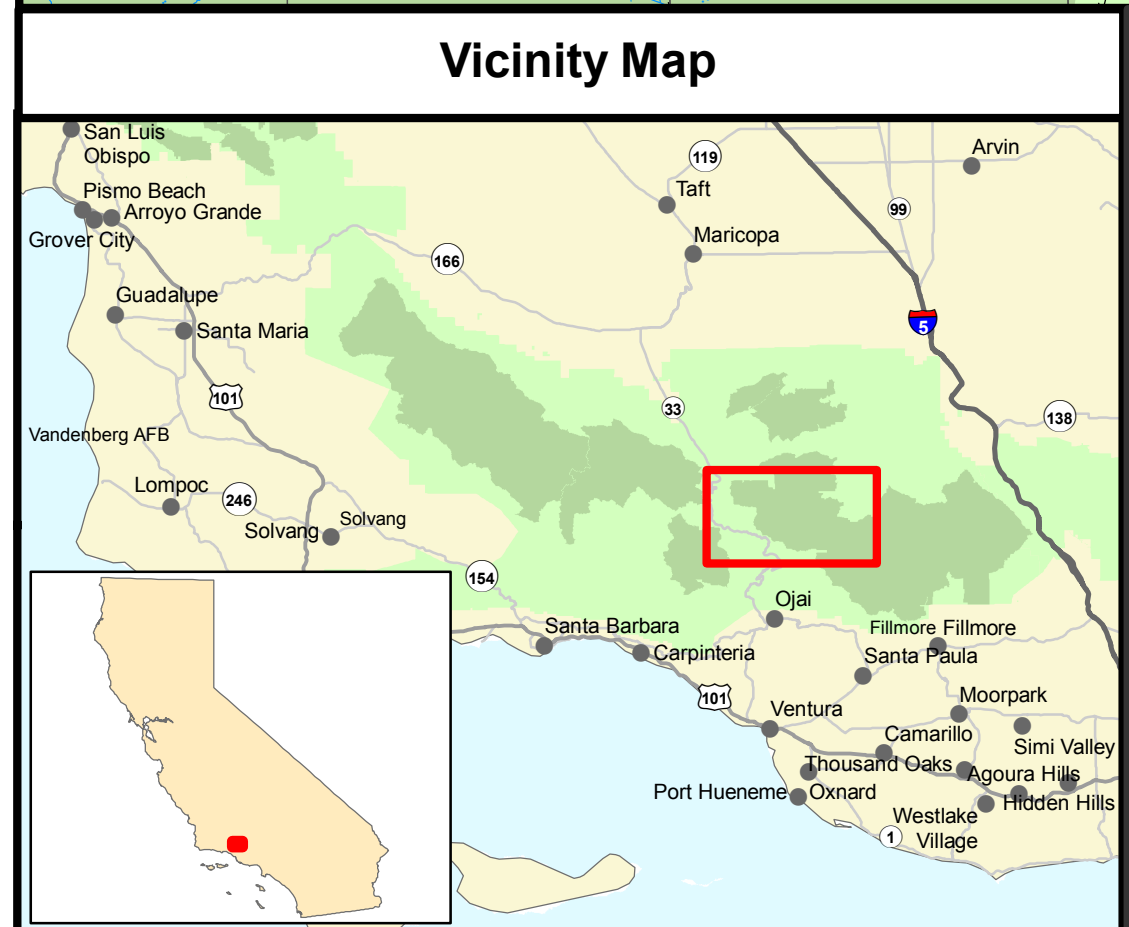 Vicinity Map
San Luis
Obispo
119
Arvin
Taft
Pismo Beach
99
Arroyo Grande
Maricopa
Grover City
166
Guadalupe
5
Santa Maria
101
33
138
Vandenberg AFB
Lompoc
246
Solvang
Solvang
154
Ojai
Santa Barbara
Fillmore Fillmore
Carpinteria
Santa Paula
101
Moorpark
Ventura
Camarillo
Simi Valley
Thousand Oaks
Agoura Hills
Port Hueneme
Oxnard
Hidden Hills
Westlake
Village
1